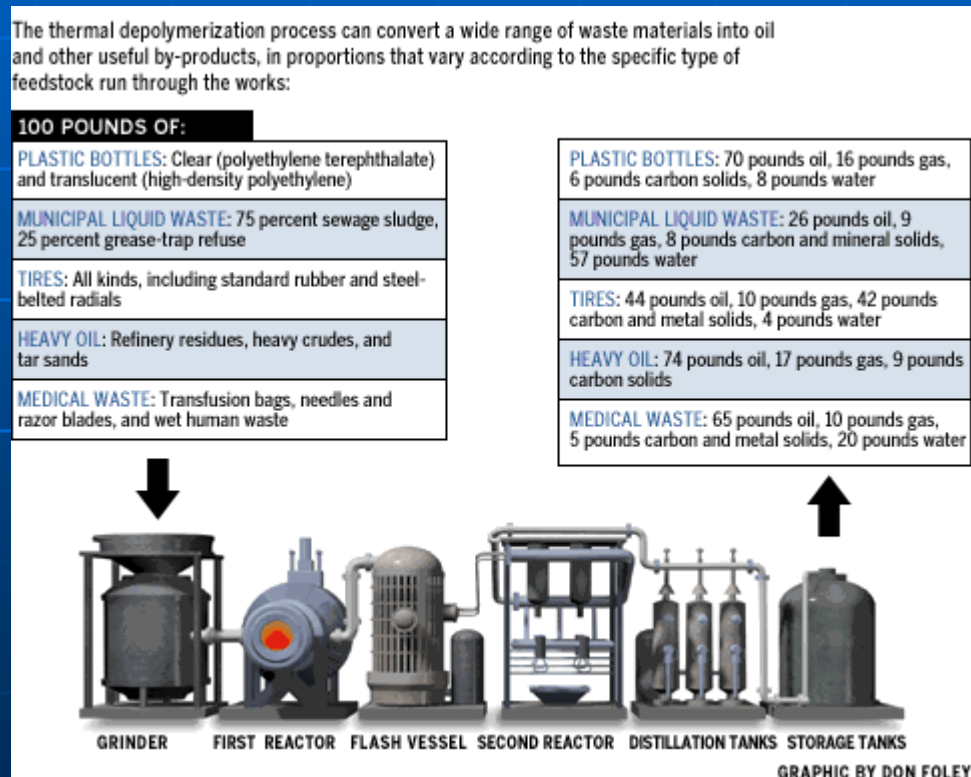 The thermal depolymerization process can convert a wide range of waste materials into oil
and other useful by-products, in proportions that vary according to the specific type of
feedstock run through the works:
100 POUNDS OF:
PLASTIC BOTTLES: Clear (polyethylene terephthalate)
and translucent (high-density polyethylene)
MUNICIPAL LIQUID WASTE: 75 percent sewage sludge,
25 percent grease-trap refuse
TIRES: All kinds, including standard rubber and steel-
belted radials
HEAVY OIL: Refinery residues, heavy crudes, and
tar sands
MEDICAL WASTE: Transfusion bags, needles and
razor blades, and wet human waste
PLASTIC BOTTLES: 70 pounds oil, 16 pounds gas,
6 pounds carbon solids, 8 pounds water
MUNICIPAL LIQUID WASTE: 26 pounds oil, 9
pounds gas, 8 pounds carbon and mineral solids,
57 pounds water
TIRES: 44 pounds oil, 10 pounds gas, 42 pounds
carbon and metal solids, 4 pounds water
HEAVY OIL: 74 pounds oil, 17 pounds gas, 9 pounds
carbon solids
MEDICAL WASTE: 65 pounds oil, 10 pounds gas,
5 pounds carbon and metal solids, 20 pounds water
GRINDER FIRST REACTOR FLASH VESSEL SECOND REACTOR DISTILLATION TANKS STORAGE TANKS
GRAPHIC BY DON FOLEY